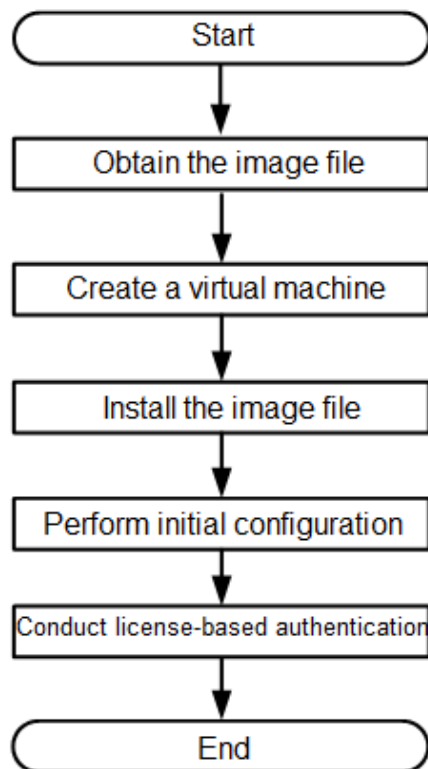 Start
Obtain the image file
Create a virtual machine
Install the image file
Perform initial configuration
Conduct license-based authentication
End